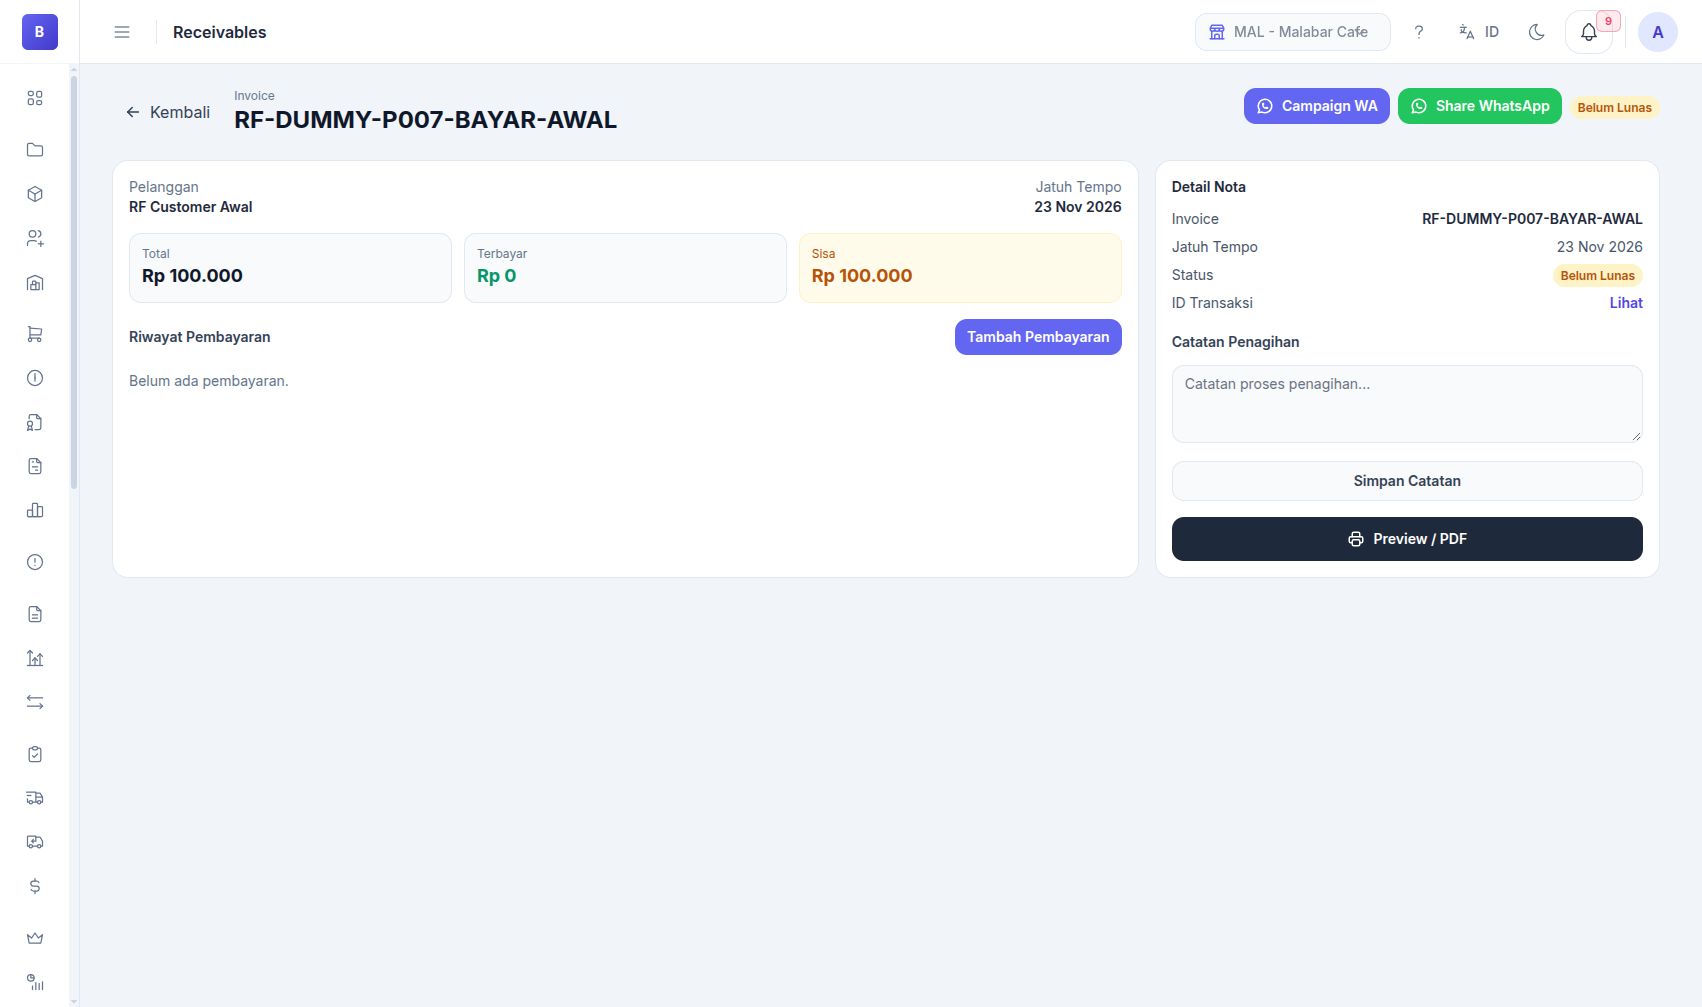 B
Receivables
MAL - Malabar Cafe
?
ID
9
A
Kembali
Invoice
RF-DUMMY-P007-BAYAR-AWAL
Campaign WA
Share WhatsApp
Belum Lunas
Pelanggan
RF Customer Awal
Jatuh Tempo
23 Nov 2026
Total
Rp 100.000
Terbayar
Rp 0
Sisa
Rp 100.000
Riwayat Pembayaran
Tambah Pembayaran
Belum ada pembayaran.
Detail Nota
Invoice RF-DUMMY-P007-BAYAR-AWAL
Jatuh Tempo 23 Nov 2026
Status Belum Lunas
ID Transaksi Lihat
Catatan Penagihan
Catatan proses penagihan...
Simpan Catatan
Preview / PDF